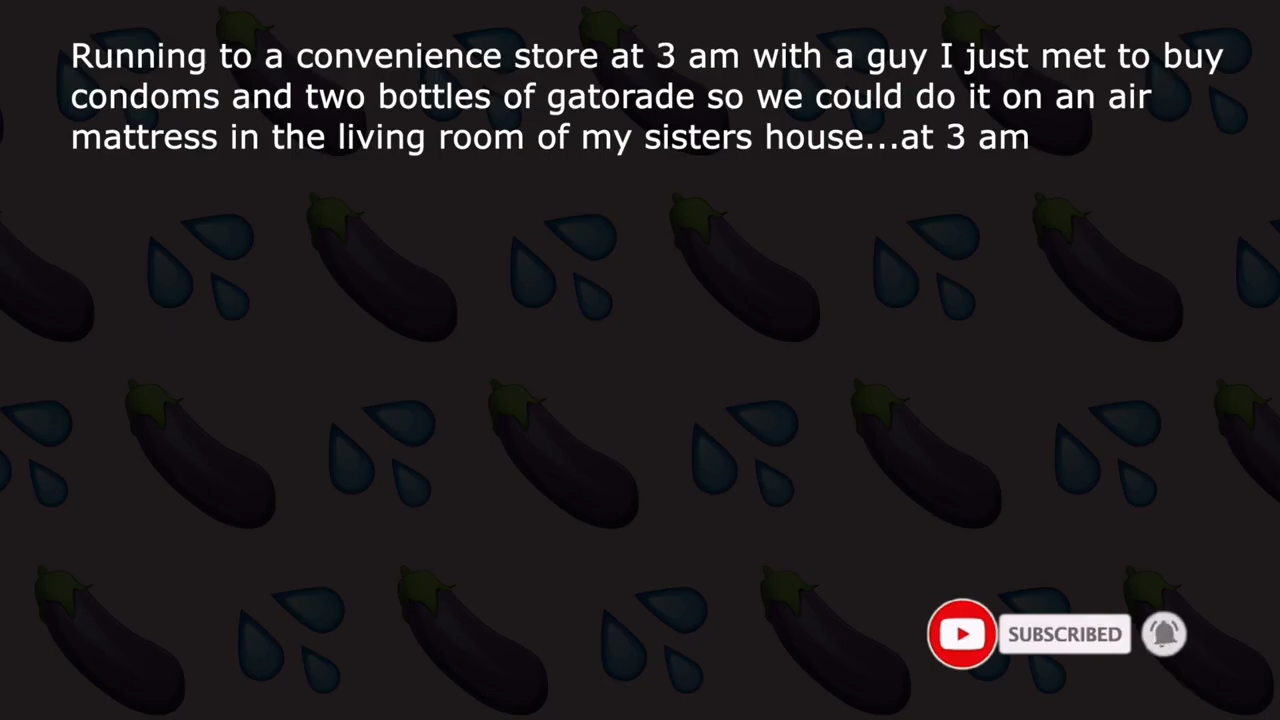 Running to a convenience store at 3 am with a guy I just met to buy
condoms and two bottles of gatorade so we could do it on an air
mattress in the living room of my sisters house...at 3 am
SUBSCRIBED